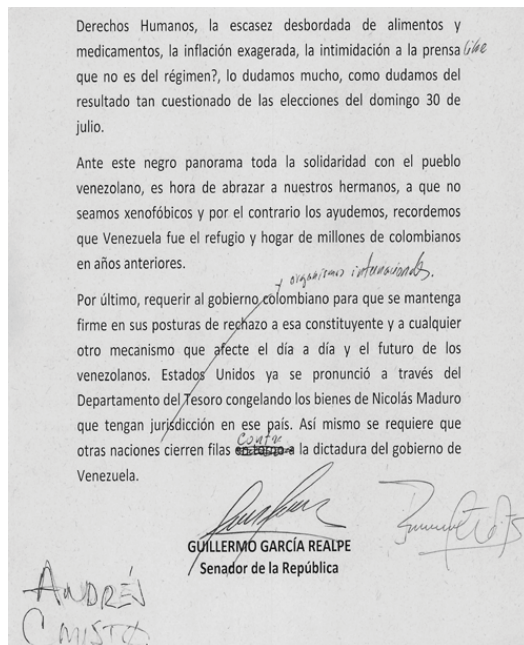 Derechos Humanos, la escasez desbordada de alimentos y
medicamentos, la inflación exagerada, la intimidación a la prensa libre
que no es del régimen?, lo dudamos mucho, como dudamos del
resultado tan cuestionado de las elecciones del domingo 30 de
julio.
Ante este negro panorama toda la solidaridad con el pueblo
venezolano, es hora de abrazar a nuestros hermanos, a que no
seamos xenofóbicos y por el contrario los ayudemos, recordemos
que Venezuela fue el refugio y hogar de millones de colombianos
en años anteriores.
y organismos internacionales.
Por último, requerir al gobierno colombiano para que se mantenga
firme en sus posturas de rechazo a esa constituyente y a cualquier
otro mecanismo que afecte el día a día y el futuro de los
venezolanos. Estados Unidos ya se pronunció a través del
Departamento del Tesoro congelando los bienes de Nicolás Maduro
que tengan jurisdicción en ese país. Así mismo se requiere que
contra
otras naciones cierren filas en torno a la dictadura del gobierno de
Venezuela.
GUILLERMO GARCÍA REALPE
Senador de la República
ANDRÉS